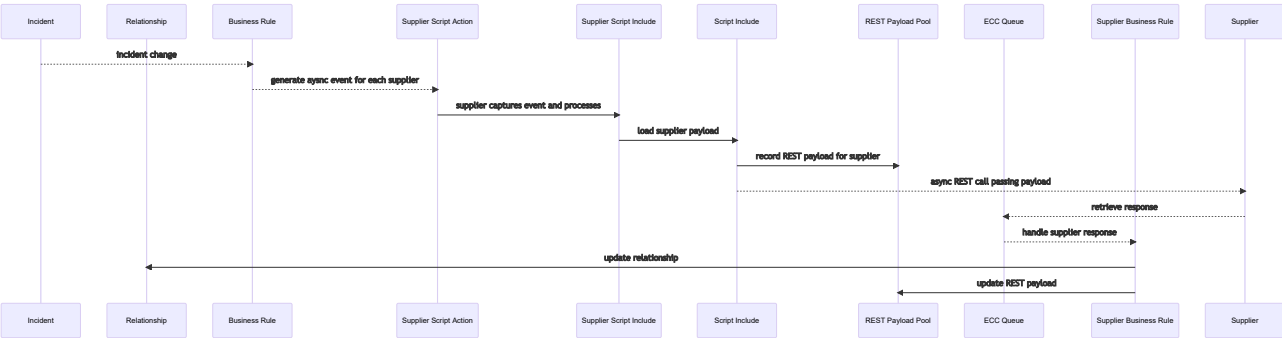 Incident
Relationship
Business Rule
Supplier Script Action
Supplier Script Include
Script Include
REST Payload Pool
ECC Queue
Supplier Business Rule
Supplier
incident change
generate aysnc event for each supplier
supplier captures event and processes
load supplier payload
record REST payload for supplier
async REST call passing payload
retrieve response
handle supplier response
update relationship
update REST payload
Incident
Relationship
Business Rule
Supplier Script Action
Supplier Script Include
Script Include
REST Payload Pool
ECC Queue
Supplier Business Rule
Supplier